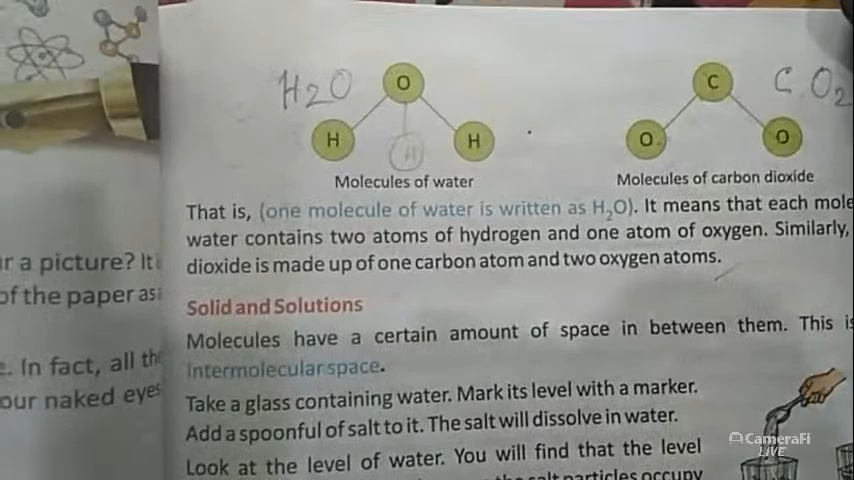 H2O
O
H
H
H
Molecules of water
C
O
O
CO2
Molecules of carbon dioxide
That is, (one molecule of water is written as H₂O). It means that each mole
water contains two atoms of hydrogen and one atom of oxygen. Similarly,
dioxide is made up of one carbon atom and two oxygen atoms.
Solid and Solutions
Molecules have a certain amount of space in between them. This is
intermolecular space.
Take a glass containing water. Mark its level with a marker.
Add a spoonful of salt to it. The salt will dissolve in water.
Look at the level of water. You will find that the level
salt particles occupy
r a picture? It
of the paper as
. In fact, all the
our naked eyes
CameraFi
LIVE